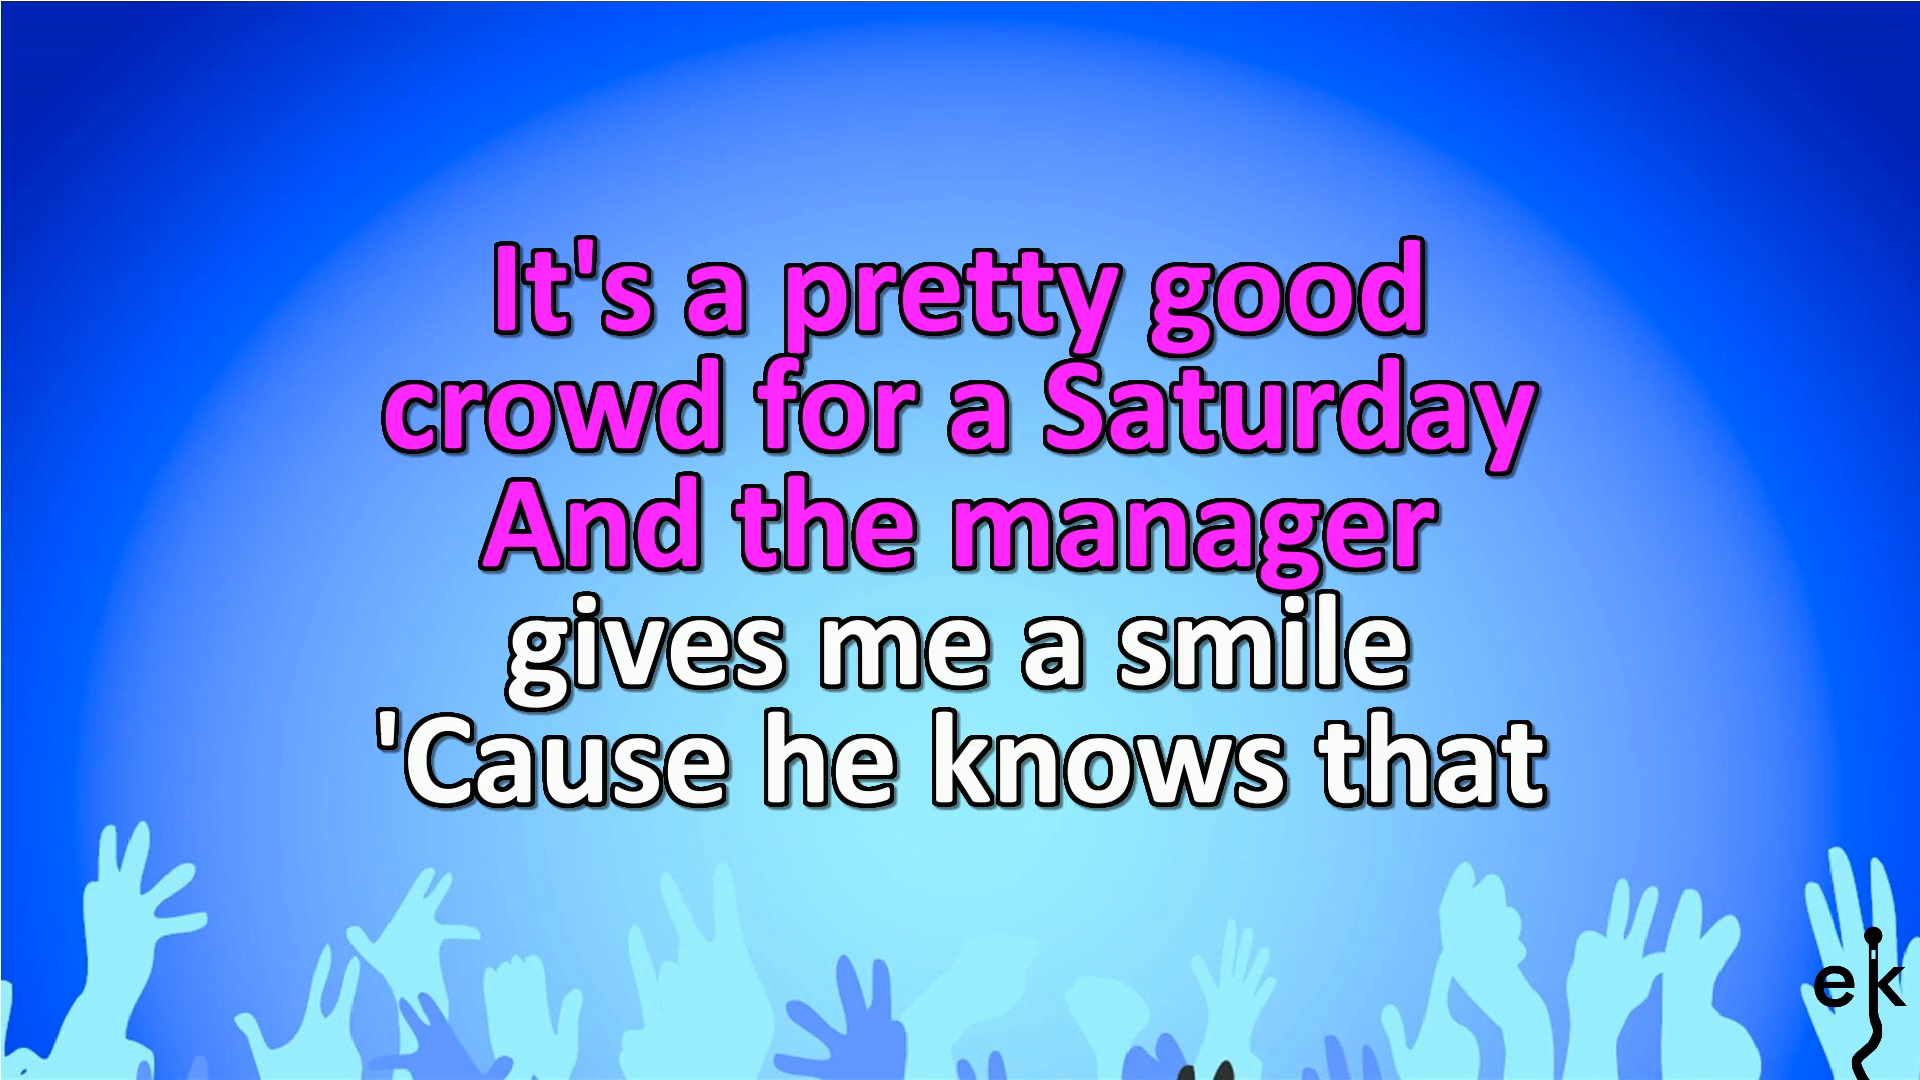 It's a pretty good
crowd for a Saturday
And the manager
gives me a smile
'Cause he knows that
ek